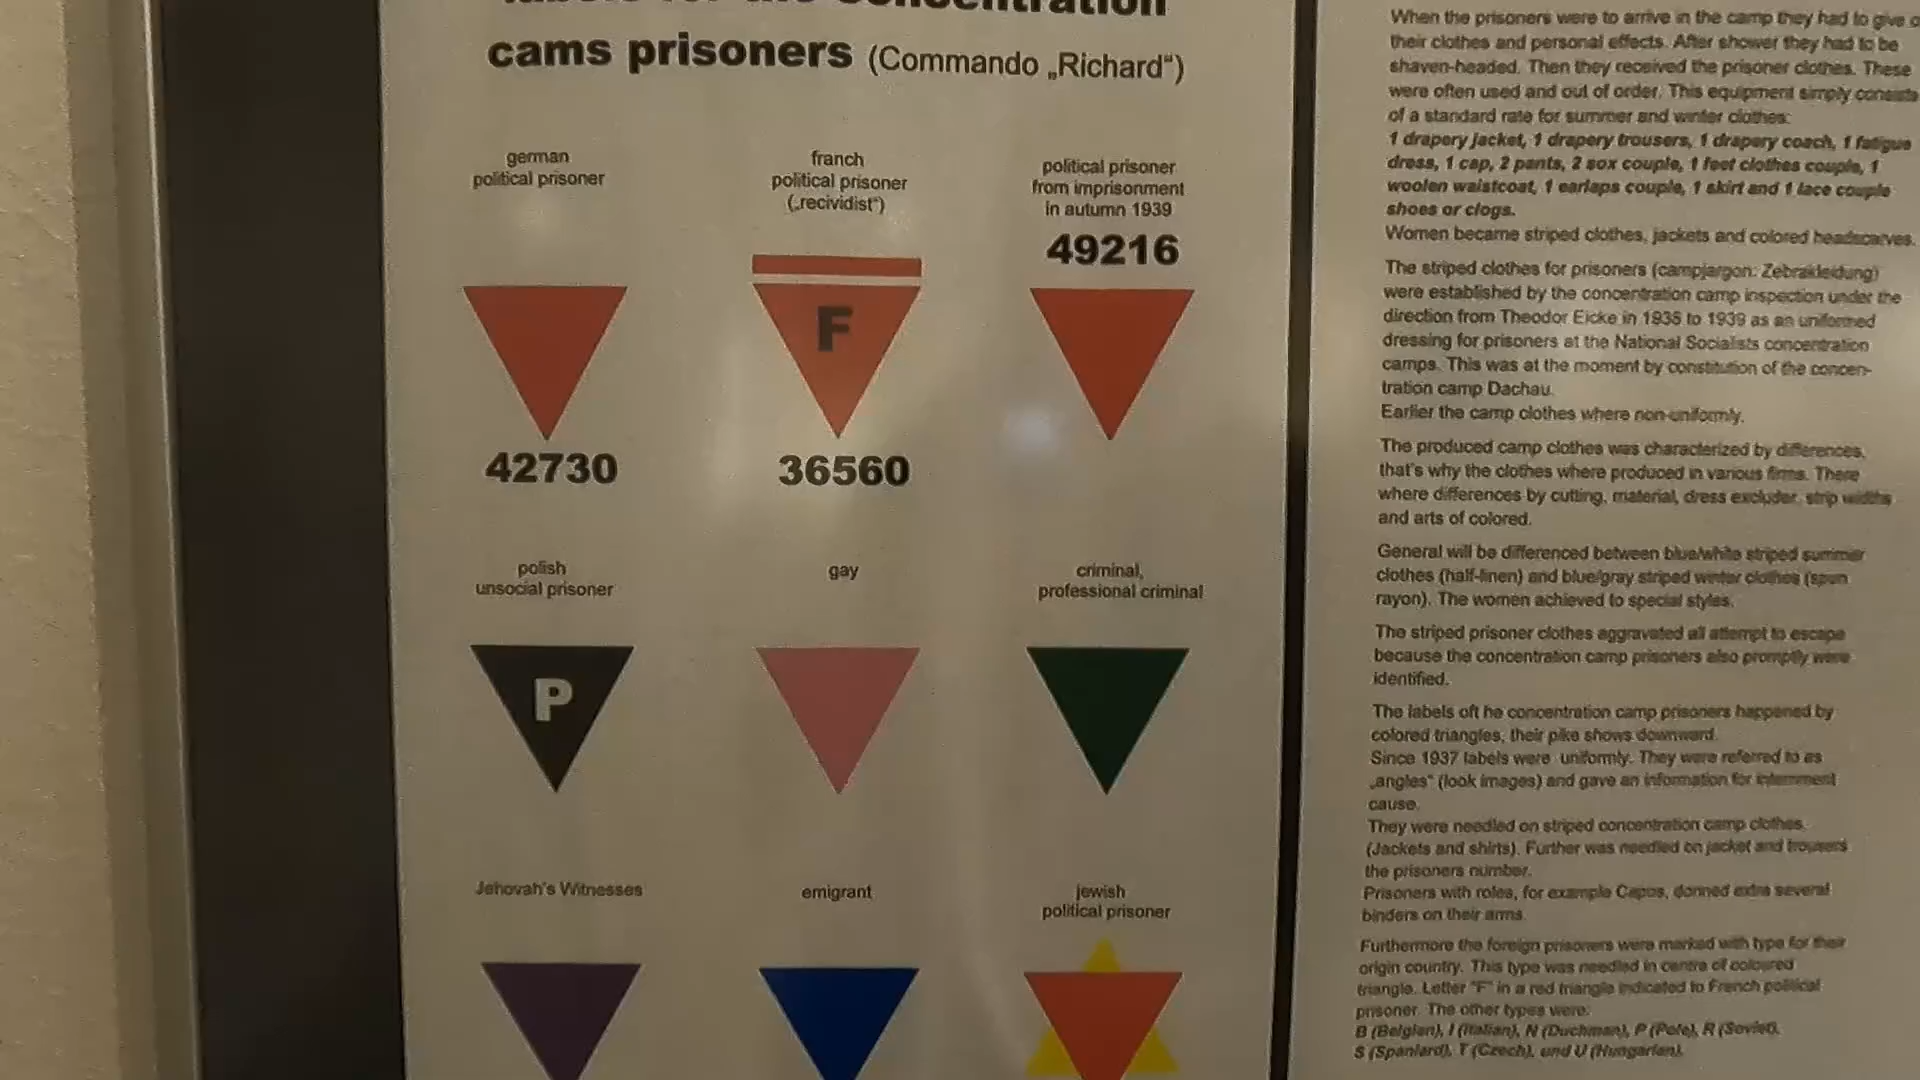 cams prisoners (Commando „Richard“)
german
political prisoner
42730
franch
political prisoner
(„recividist“)
F
36560
political prisoner
from imprisonment
in autumn 1939
49216
polish
unsocial prisoner
P
gay
criminal,
professional criminal
Jehovah's Witnesses
emigrant
jewish
political prisoner
When the prisoners were to arrive in the camp they had to give
their clothes and personal effects. After shower they had to be
shaven-headed. Then they received the prisoner clothes. These
were often used and out of order. This equipment simply consists
of a standard rate for summer and winter clothes:
1 drapery jacket, 1 drapery trousers, 1 drapery coach, 1 fatigue
dress, 1 cap, 2 pants, 2 sox couple, 1 feet clothes couple, 1
woolen waistcoat, 1 earlaps couple, 1 skirt and 1 lace couple
shoes or clogs.
Women became striped clothes, jackets and colored headscarves.
The striped clothes for prisoners (campjargon: Zebrakleidung)
were established by the concentration camp inspection under the
direction from Theodor Eicke in 1938 to 1939 as an uniformed
dressing for prisoners at the National Socialists concentration
camps. This was at the moment by constitution of the concen-
tration camp Dachau.
Earlier the camp clothes where non-uniformly.
The produced camp clothes was characterized by differences,
that's why the clothes where produced in various firms. There
where differences by cutting, material, dress excluder, strip widths
and arts of colored.
General will be differenced between blue/white striped summer
clothes (half-linen) and blue/gray striped winter clothes (spun
rayon). The women achieved to special styles.
The striped prisoner clothes aggravated all attempt to escape
because the concentration camp prisoners also promptly were
identified.
The labels oft he concentration camp prisoners happened by
colored triangles, their pike shows downward.
Since 1937 labels were uniformly. They were referred to as
„angles“ (look images) and gave an information for internment
cause.
They were needled on striped concentration camp clothes.
(Jackets and shirts). Further was needled on jacket and trousers
the prisoners number.
Prisoners with roles, for example Capos, donned extra several
binders on their arms.
Furthermore the foreign prisoners were marked with type for their
origin country. This type was needled in centre of coloured
triangle. Letter "F" in a red triangle indicated to French political
prisoner. The other types were:
B (Belgian), I (Italian), N (Duchman), P (Pole), R (Soviet),
S (Spaniard), T (Czech), und U (Hungarian).